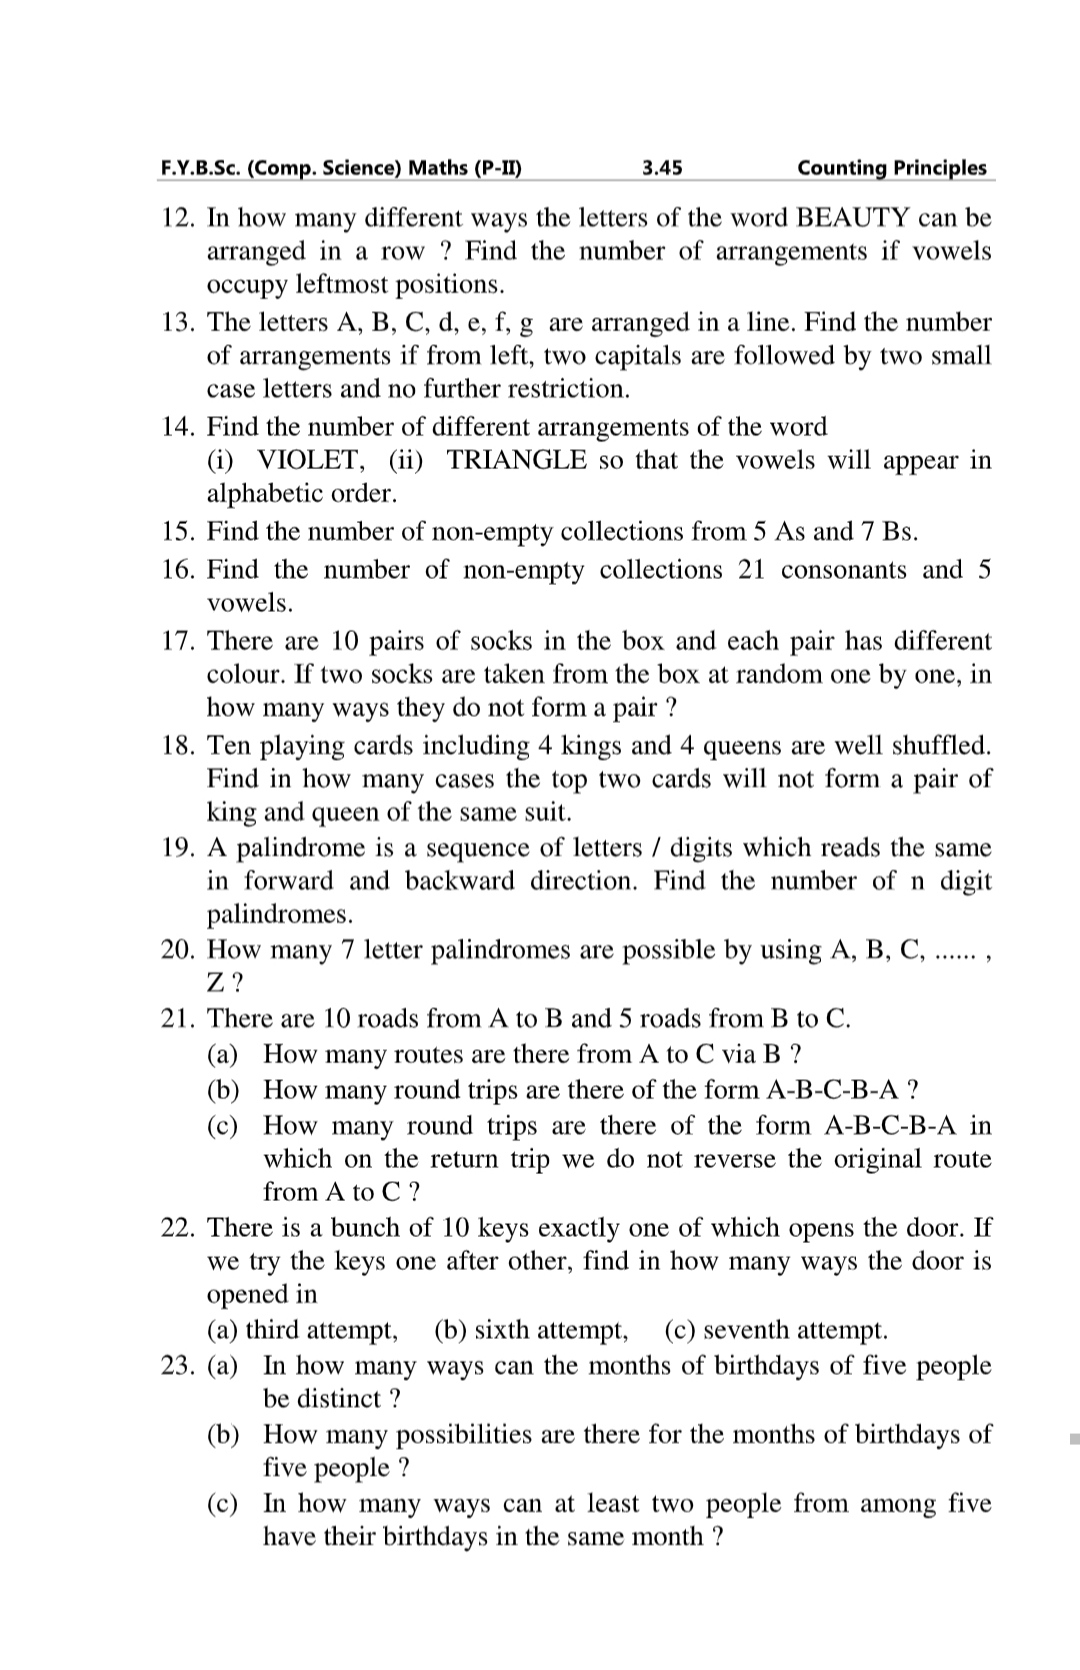 F.Y.B.Sc. (Comp. Science) Maths (P-II) 3.45 Counting Principles
12. In how many different ways the letters of the word BEAUTY can be
arranged in a row ? Find the number of arrangements if vowels
occupy leftmost positions.
13. The letters A, B, C, d, e, f, g are arranged in a line. Find the number
of arrangements if from left, two capitals are followed by two small
case letters and no further restriction.
14. Find the number of different arrangements of the word
(i) VIOLET, (ii) TRIANGLE so that the vowels will appear in
alphabetic order.
15. Find the number of non-empty collections from 5 As and 7 Bs.
16. Find the number of non-empty collections 21 consonants and 5
vowels.
17. There are 10 pairs of socks in the box and each pair has different
colour. If two socks are taken from the box at random one by one, in
how many ways they do not form a pair ?
18. Ten playing cards including 4 kings and 4 queens are well shuffled.
Find in how many cases the top two cards will not form a pair of
king and queen of the same suit.
19. A palindrome is a sequence of letters / digits which reads the same
in forward and backward direction. Find the number of n digit
palindromes.
20. How many 7 letter palindromes are possible by using A, B, C, ...... ,
Z ?
21. There are 10 roads from A to B and 5 roads from B to C.
(a) How many routes are there from A to C via B ?
(b) How many round trips are there of the form A-B-C-B-A ?
(c) How many round trips are there of the form A-B-C-B-A in
which on the return trip we do not reverse the original route
from A to C ?
22. There is a bunch of 10 keys exactly one of which opens the door. If
we try the keys one after other, find in how many ways the door is
opened in
(a) third attempt, (b) sixth attempt, (c) seventh attempt.
23. (a) In how many ways can the months of birthdays of five people
be distinct ?
(b) How many possibilities are there for the months of birthdays of
five people ?
(c) In how many ways can at least two people from among five
have their birthdays in the same month ?